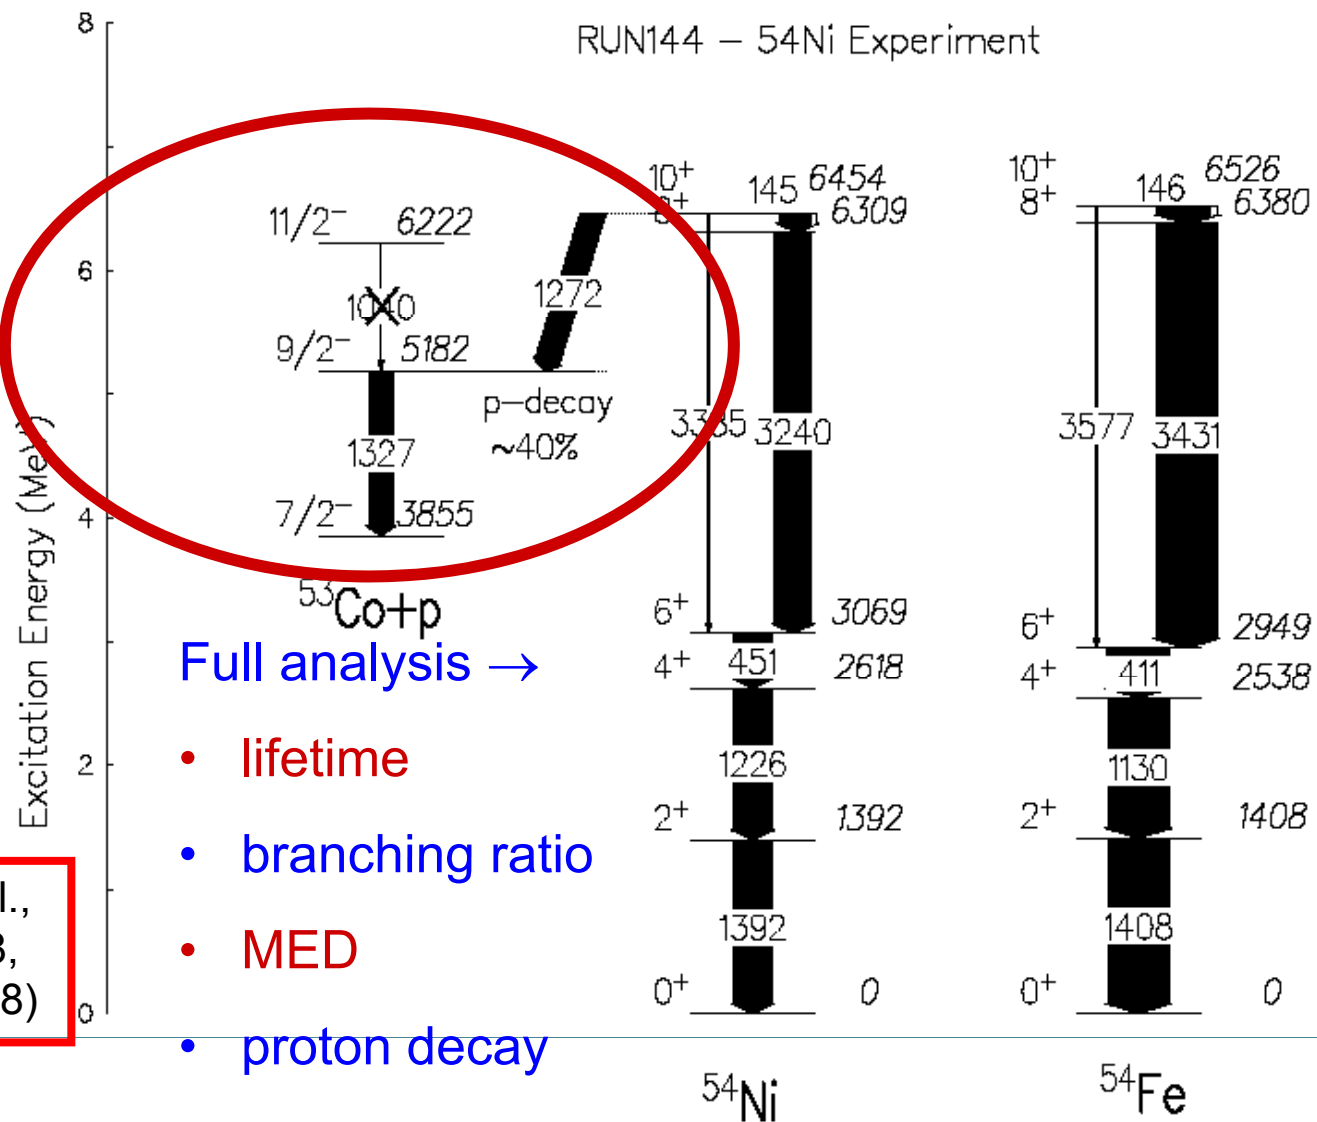 RUN144 – 54Ni Experiment
Excitation Energy (MeV)
8
6
4
2
0
11/2⁻ 6222
1040
9/2⁻ 5182
1327
7/2⁻ 3855
⁵³Co+p
1272
p–decay
~40%
10⁺ 145 6454
8⁺ 6309
3385 3240
6⁺ 3069
451
4⁺ 2618
1226
2⁺ 1392
1392
0⁺ 0
⁵⁴Ni
10⁺ 146 6526
8⁺ 6380
3577 3431
6⁺ 2949
411
4⁺ 2538
1130
2⁺ 1408
1408
0⁺ 0
⁵⁴Fe
Full analysis →
• lifetime
• branching ratio
• MED
• proton decay
l.,
3,
8)